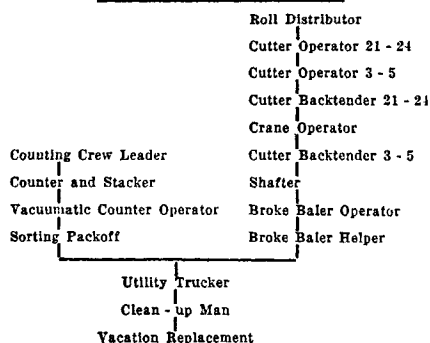 Roll Distributor
Cutter Operator 21 - 24
Cutter Operator 3 - 5
Cutter Backtender 21 - 24
Crane Operator
Counting Crew Leader Cutter Backtender 3 - 5
Counter and Stacker Shafter
Vacuumatic Counter Operator Broke Baler Operator
Sorting Packoff Broke Baler Helper
Utility Trucker
Clean - up Man
Vacation Replacement